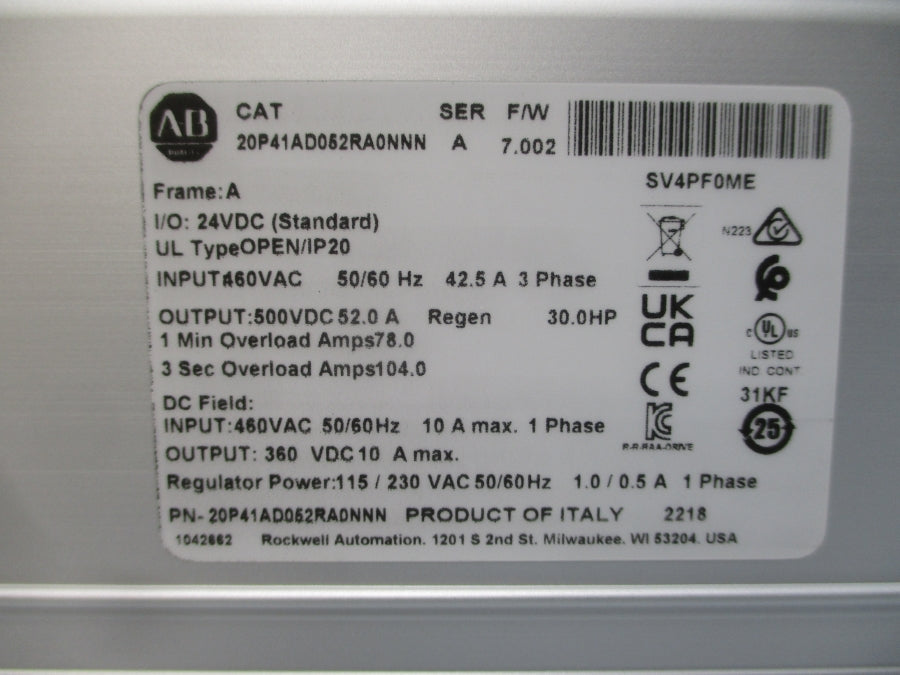 AB
CAT SER F/W
20P41AD052RA0NNN A 7.002
SV4PF0ME
Frame:A
I/O: 24VDC (Standard)
N223
UL TypeOPEN/IP20
INPUT:460VAC 50/60 Hz 42.5 A 3 Phase
UK
CA
OUTPUT:500VDC 52.0 A Regen 30.0HP
1 Min Overload Amps78.0
3 Sec Overload Amps104.0
c UL us
LISTED
IND CONT
31KF
CE
DC Field:
INPUT:460VAC 50/60Hz 10 A max. 1 Phase
25
OUTPUT: 360 VDC10 A max.
R-R-RAA-DRIVE
Regulator Power:115 / 230 VAC 50/60Hz 1.0 / 0.5 A 1 Phase
PN- 20P41AD052RA0NNN PRODUCT OF ITALY 2218
1042662 Rockwell Automation. 1201 S 2nd St. Milwaukee. WI 53204. USA